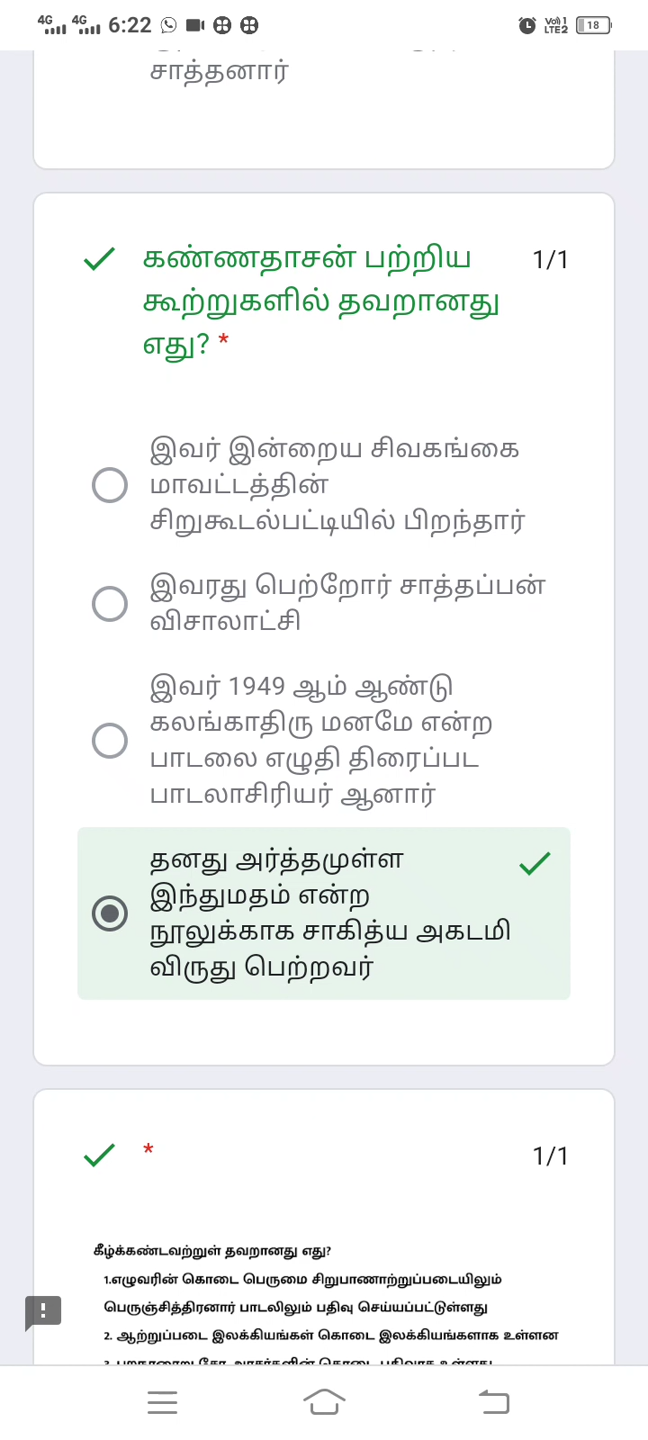 4G 4G 6:22 Vo))1 LTE2 18
சாத்தனார்
கண்ணதாசன் பற்றிய 1/1
கூற்றுகளில் தவறானது
எது? *
இவர் இன்றைய சிவகங்கை
மாவட்டத்தின்
சிறுகூடல்பட்டியில் பிறந்தார்
இவரது பெற்றோர் சாத்தப்பன்
விசாலாட்சி
இவர் 1949 ஆம் ஆண்டு
கலங்காதிரு மனமே என்ற
பாடலை எழுதி திரைப்பட
பாடலாசிரியர் ஆனார்
தனது அர்த்தமுள்ள
இந்துமதம் என்ற
நூலுக்காக சாகித்ய அகடமி
விருது பெற்றவர்
* 1/1
கீழ்க்கண்டவற்றுள் தவறானது எது?
1.எழுவரின் கொடை பெருமை சிறுபாணாற்றுப்படையிலும்
பெருஞ்சித்திரனார் பாடலிலும் பதிவு செய்யப்பட்டுள்ளது
2. ஆற்றுப்படை இலக்கியங்கள் கொடை இலக்கியங்களாக உள்ளன